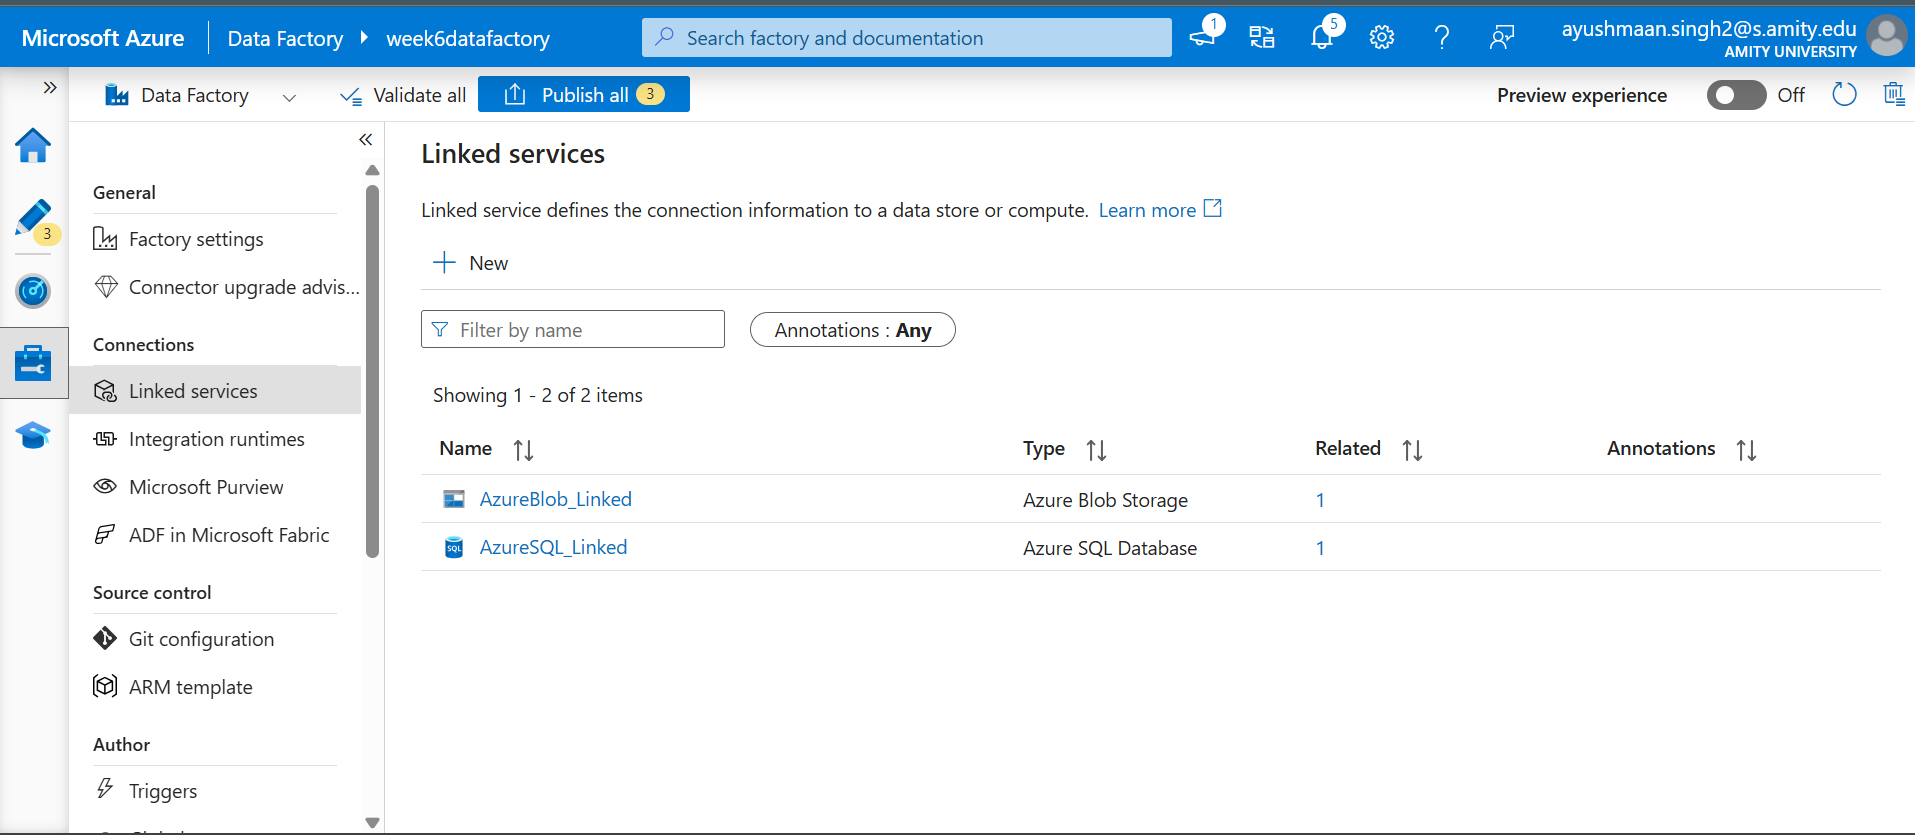 Microsoft Azure
Data Factory
week6datafactory
Search factory and documentation
1
5
ayushmaan.singh2@s.amity.edu
AMITY UNIVERSITY
Data Factory
Validate all
Publish all 3
Preview experience
Off
3
General
Factory settings
Connector upgrade advis...
Connections
Linked services
Integration runtimes
Microsoft Purview
ADF in Microsoft Fabric
Source control
Git configuration
ARM template
Author
Triggers
Linked services
Linked service defines the connection information to a data store or compute. Learn more
New
Filter by name
Annotations : Any
Showing 1 - 2 of 2 items
Name Type Related Annotations
AzureBlob_Linked Azure Blob Storage 1
SQL AzureSQL_Linked Azure SQL Database 1